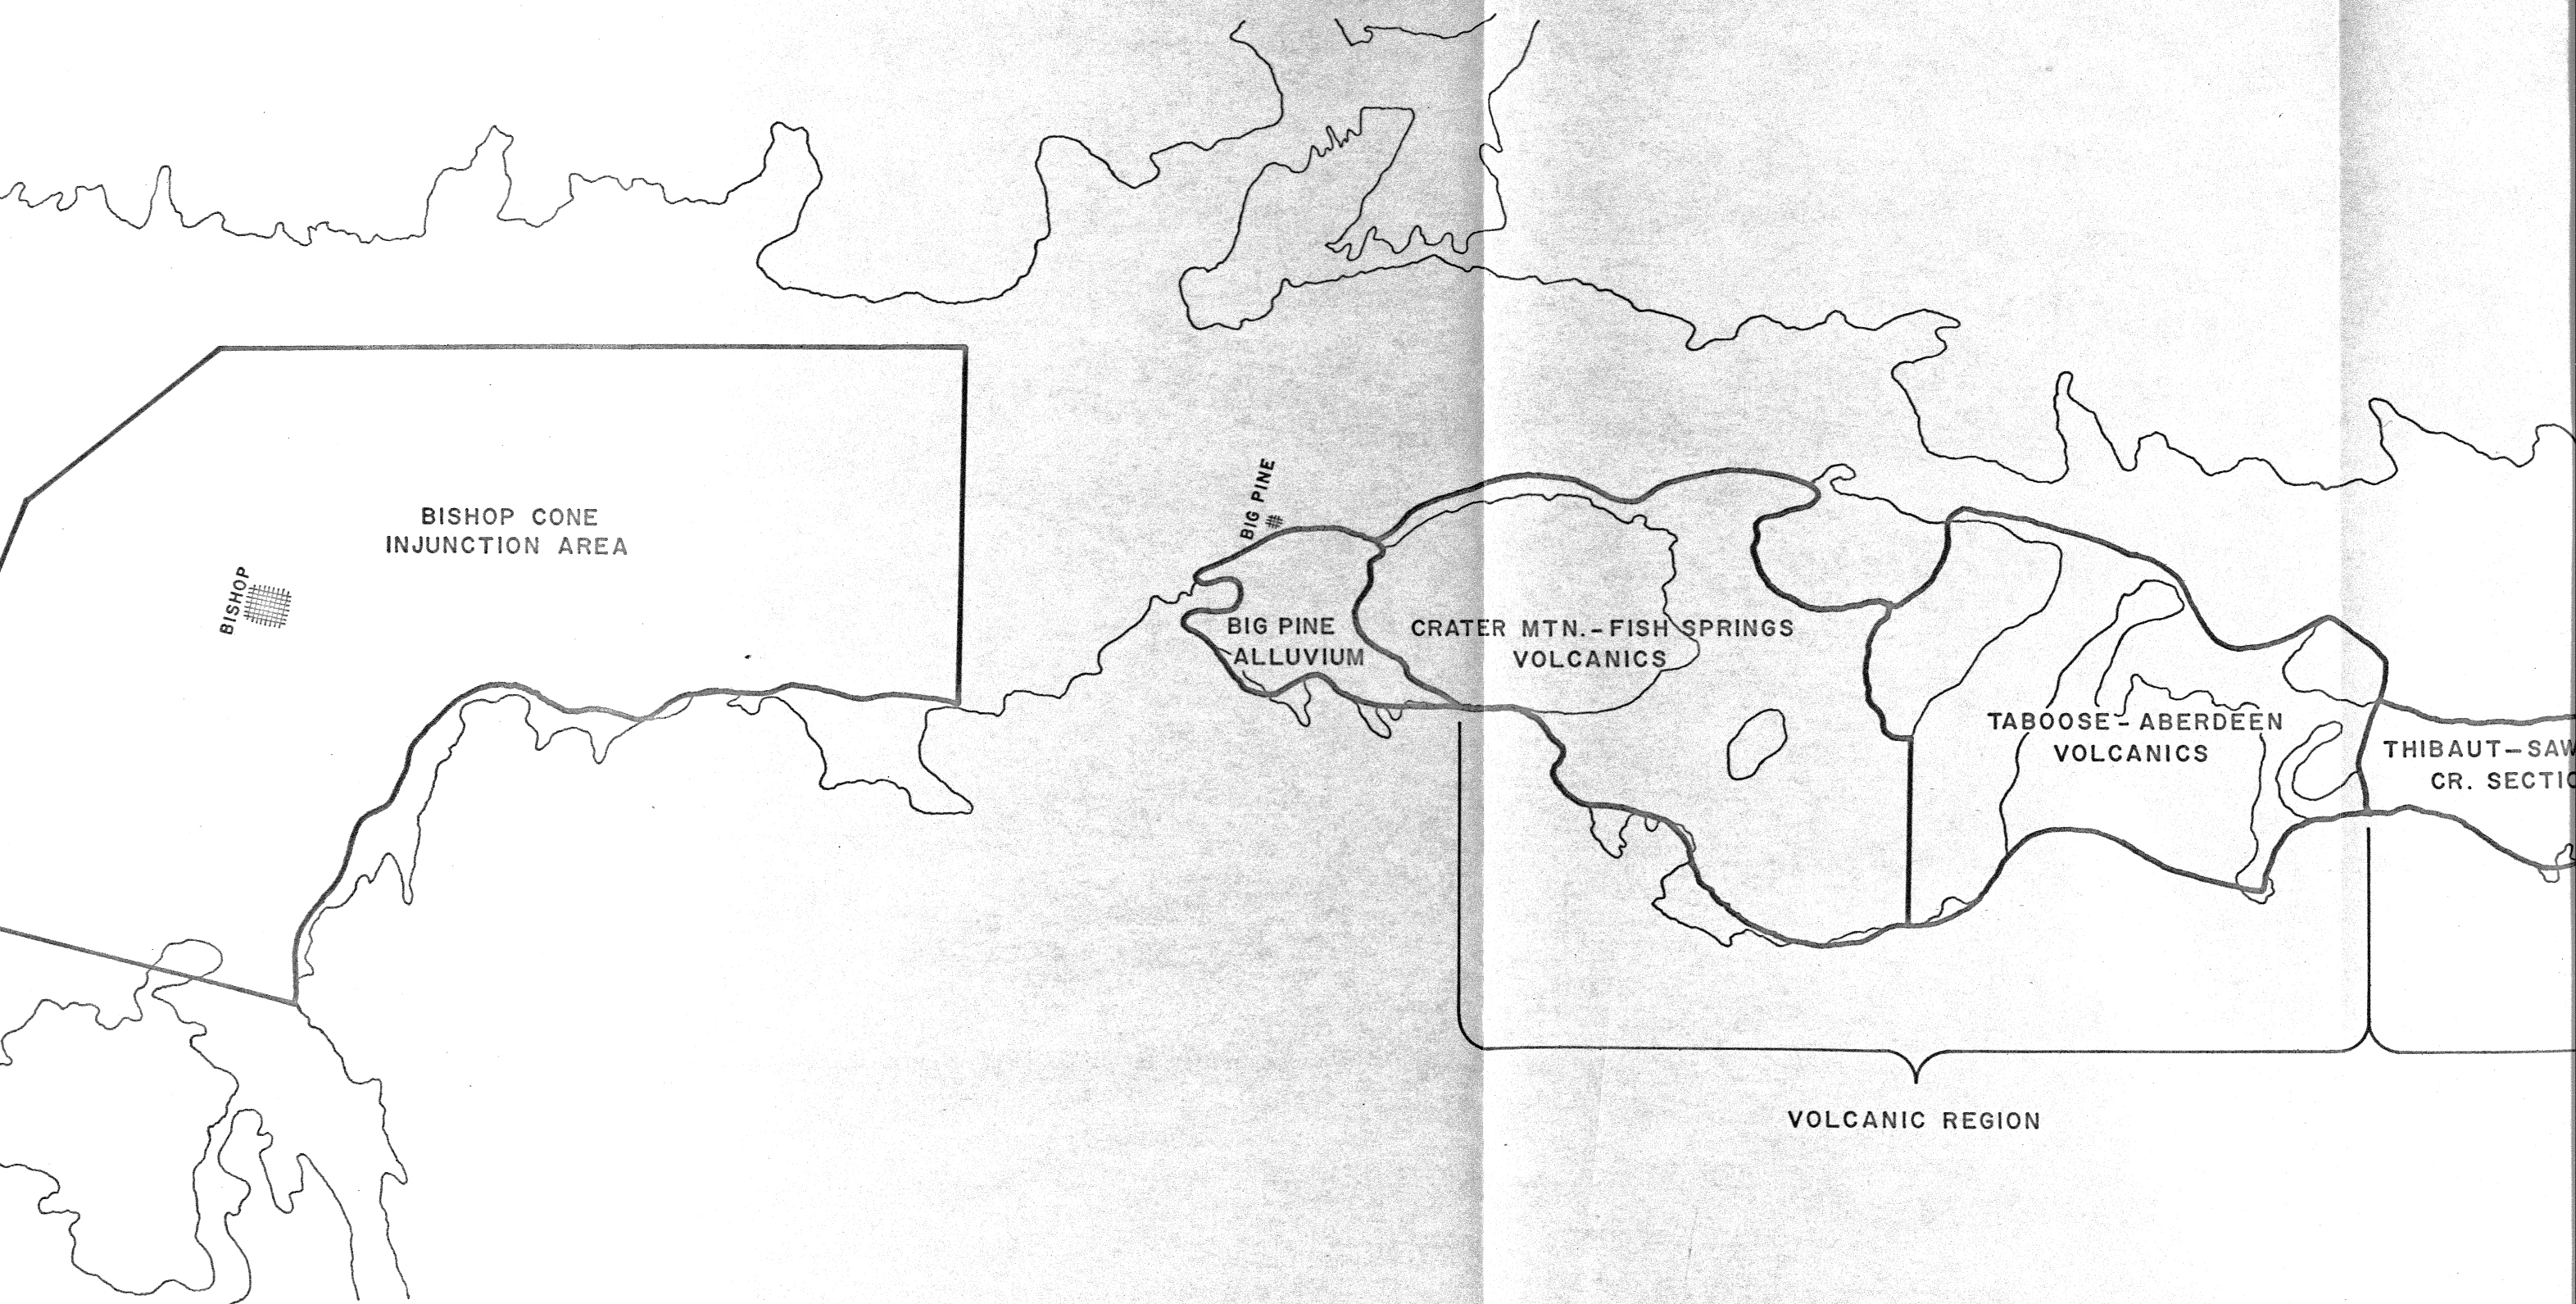 BISHOP CONE
INJUNCTION AREA
BISHOP
BIG PINE
BIG PINE
ALLUVIUM
CRATER MTN.-FISH SPRINGS
VOLCANICS
TABOOSE-ABERDEEN
VOLCANICS
THIBAUT-SAW
CR. SECTIO
VOLCANIC REGION